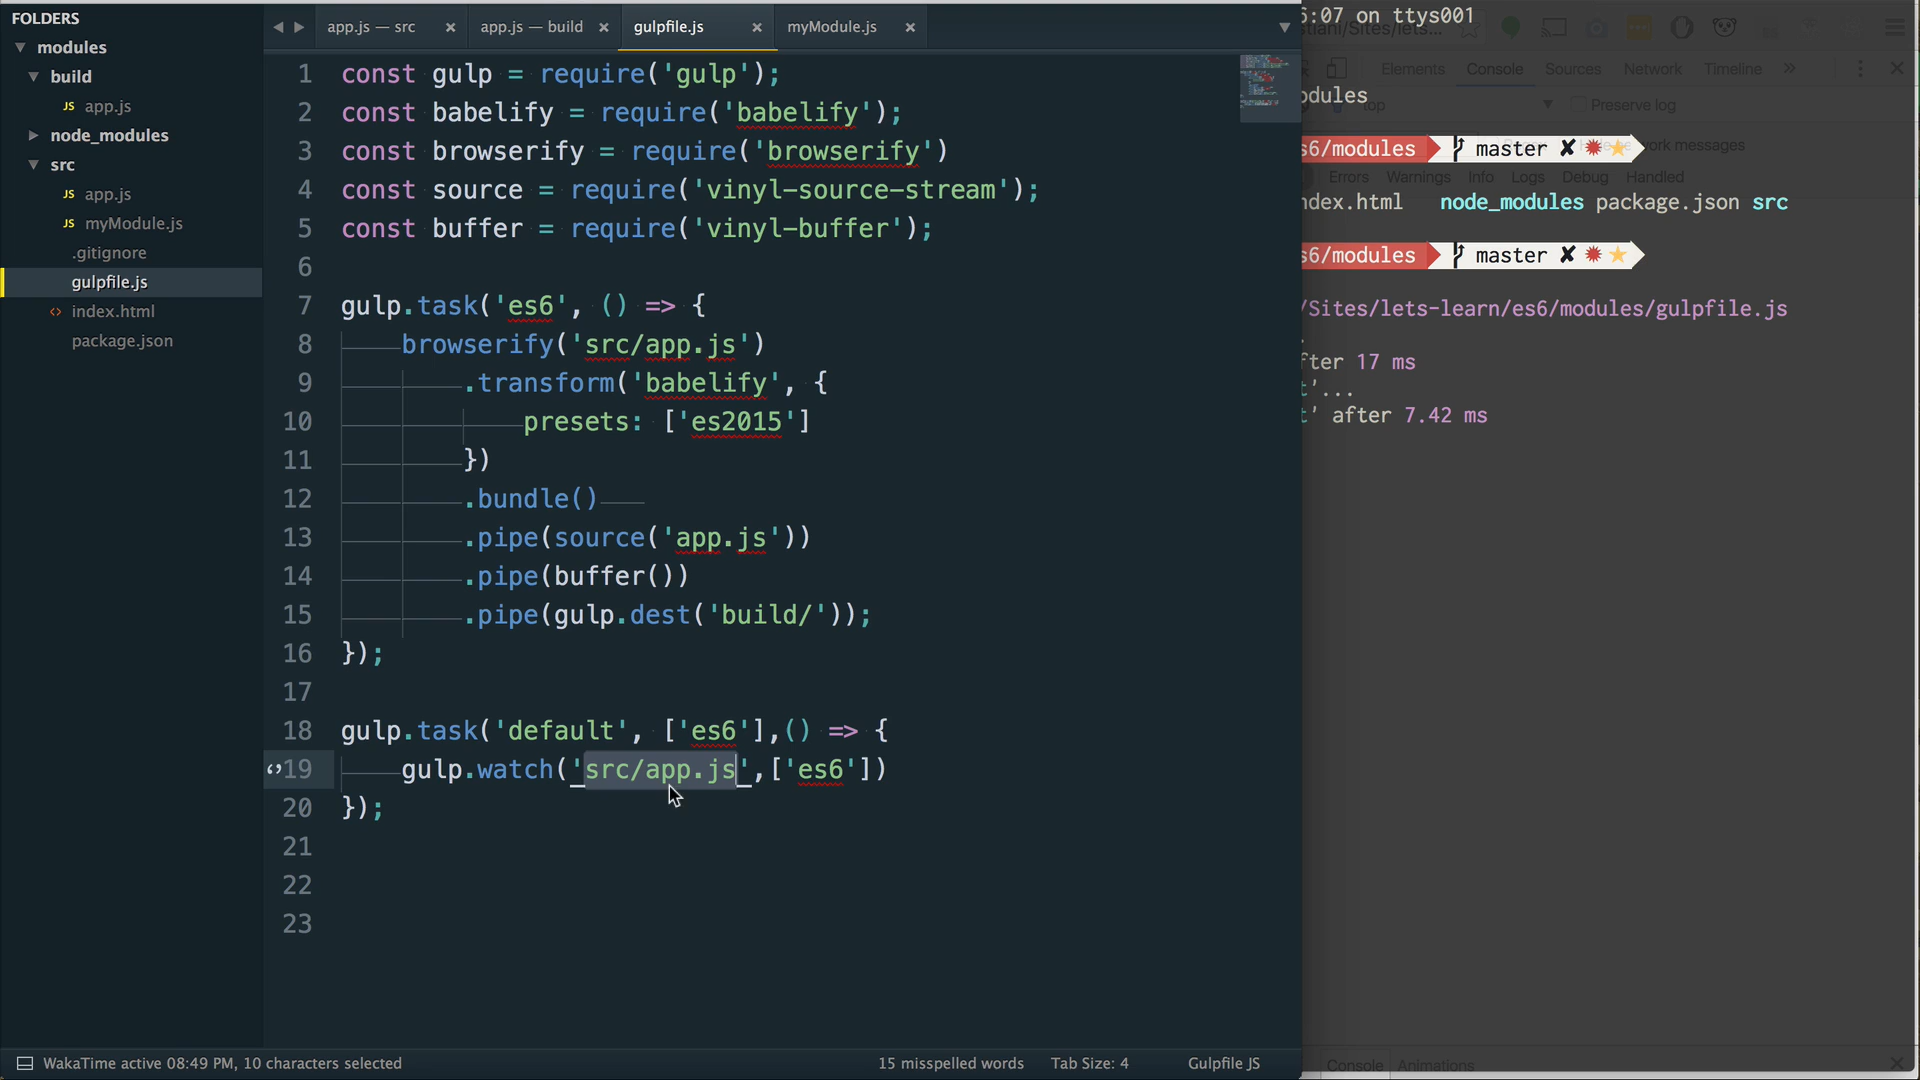 FOLDERS
modules
build
JS app.js
node_modules
src
JS app.js
JS myModule.js
.gitignore
gulpfile.js
<> index.html
package.json
app.js — src ×
app.js — build ×
gulpfile.js ×
myModule.js ×
1 const gulp = require('gulp');
2 const babelify = require('babelify');
3 const browserify = require('browserify')
4 const source = require('vinyl-source-stream');
5 const buffer = require('vinyl-buffer');
6
7 gulp.task('es6', () => {
8 browserify('src/app.js')
9 .transform('babelify', {
10 presets: ['es2015']
11 })
12 .bundle()
13 .pipe(source('app.js'))
14 .pipe(buffer())
15 .pipe(gulp.dest('build/'));
16 });
17
18 gulp.task('default', ['es6'],() => {
19 gulp.watch('src/app.js',['es6'])
20 });
21
22
23
WakaTime active 08:49 PM, 10 characters selected
15 misspelled words
Tab Size: 4
Gulpfile JS
6:07 on ttys001
tiani/Sites/lets...
Elements Console Sources Network Timeline »
odules
top
Preserve log
s6/modules master ✘
ork messages
Errors Warnings Info Logs Debug Handled
ndex.html node_modules package.json src
s6/modules master ✘
/Sites/lets-learn/es6/modules/gulpfile.js
.
fter 17 ms
t'...
t' after 7.42 ms
Console Animations